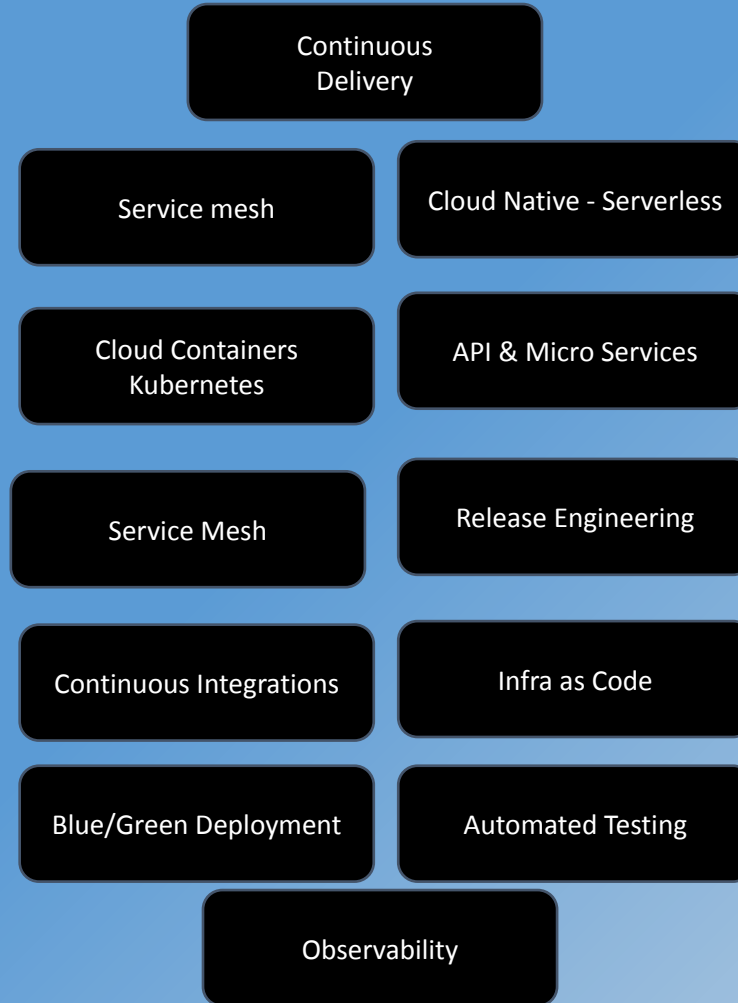 Continuous
Delivery
Service mesh
Cloud Native - Serverless
Cloud Containers
Kubernetes
API & Micro Services
Service Mesh
Release Engineering
Continuous Integrations
Infra as Code
Blue/Green Deployment
Automated Testing
Observability